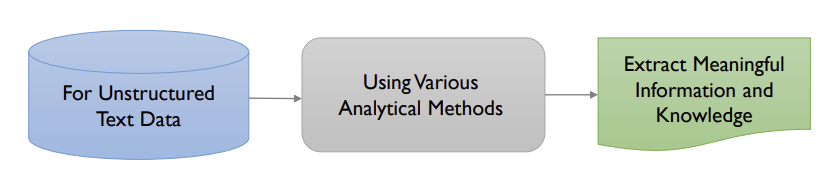 For Unstructured
Text Data
Using Various
Analytical Methods
Extract Meaningful
Information and
Knowledge